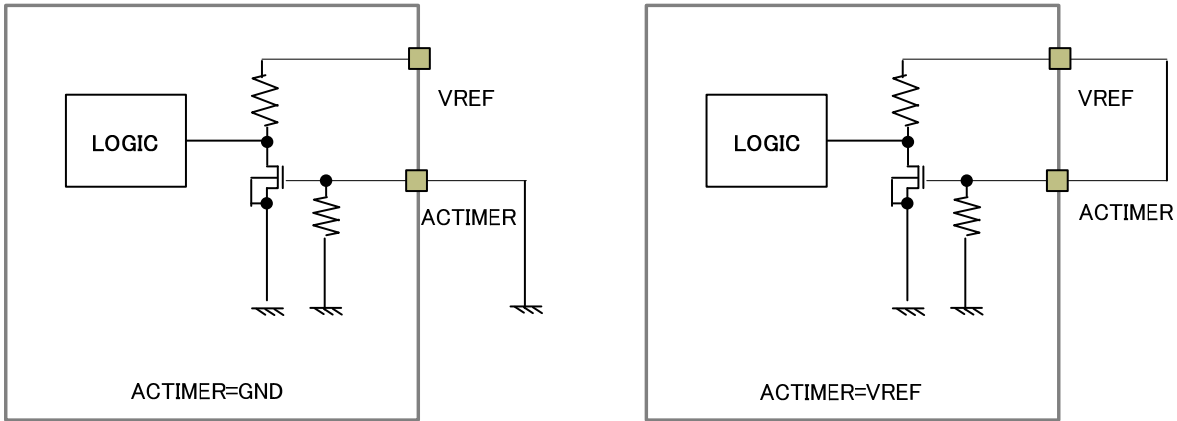 VREF
LOGIC
ACTIMER
ACTIMER=GND
VREF
LOGIC
ACTIMER
ACTIMER=VREF